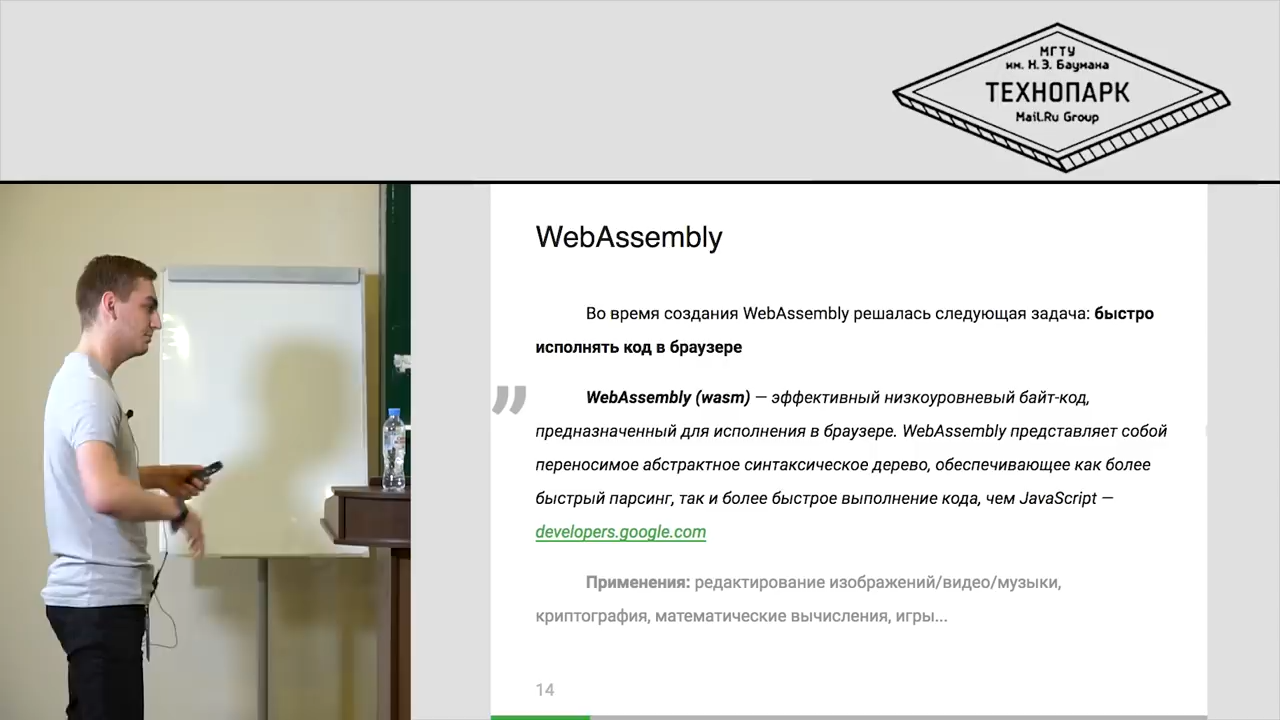 МГТУ
им. Н.Э. Баумана
ТЕХНОПАРК
Mail.Ru Group
WebAssembly
Во время создания WebAssembly решалась следующая задача: быстро
исполнять код в браузере
”
WebAssembly (wasm) — эффективный низкоуровневый байт-код,
предназначенный для исполнения в браузере. WebAssembly представляет собой
переносимое абстрактное синтаксическое дерево, обеспечивающее как более
быстрый парсинг, так и более быстрое выполнение кода, чем JavaScript —
developers.google.com
Применения: редактирование изображений/видео/музыки,
криптография, математические вычисления, игры...
14